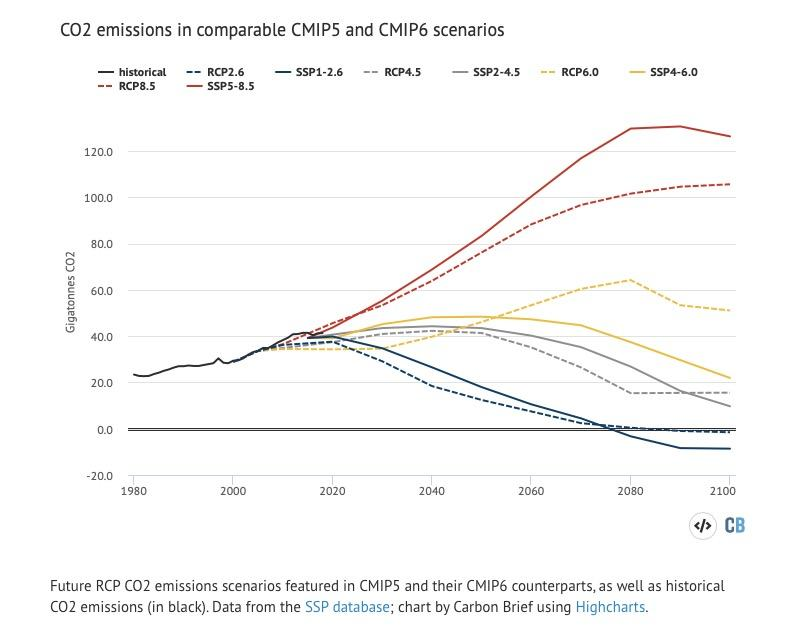 CO2 emissions in comparable CMIP5 and CMIP6 scenarios
historical RCP2.6 SSP1-2.6 RCP4.5 SSP2-4.5 RCP6.0 SSP4-6.0
RCP8.5 SSP5-8.5
120.0
100.0
80.0
60.0
40.0
20.0
0.0
-20.0
Gigatonnes CO2
1980 2000 2020 2040 2060 2080 2100
</> CB
Future RCP CO2 emissions scenarios featured in CMIP5 and their CMIP6 counterparts, as well as historical
CO2 emissions (in black). Data from the SSP database; chart by Carbon Brief using Highcharts.